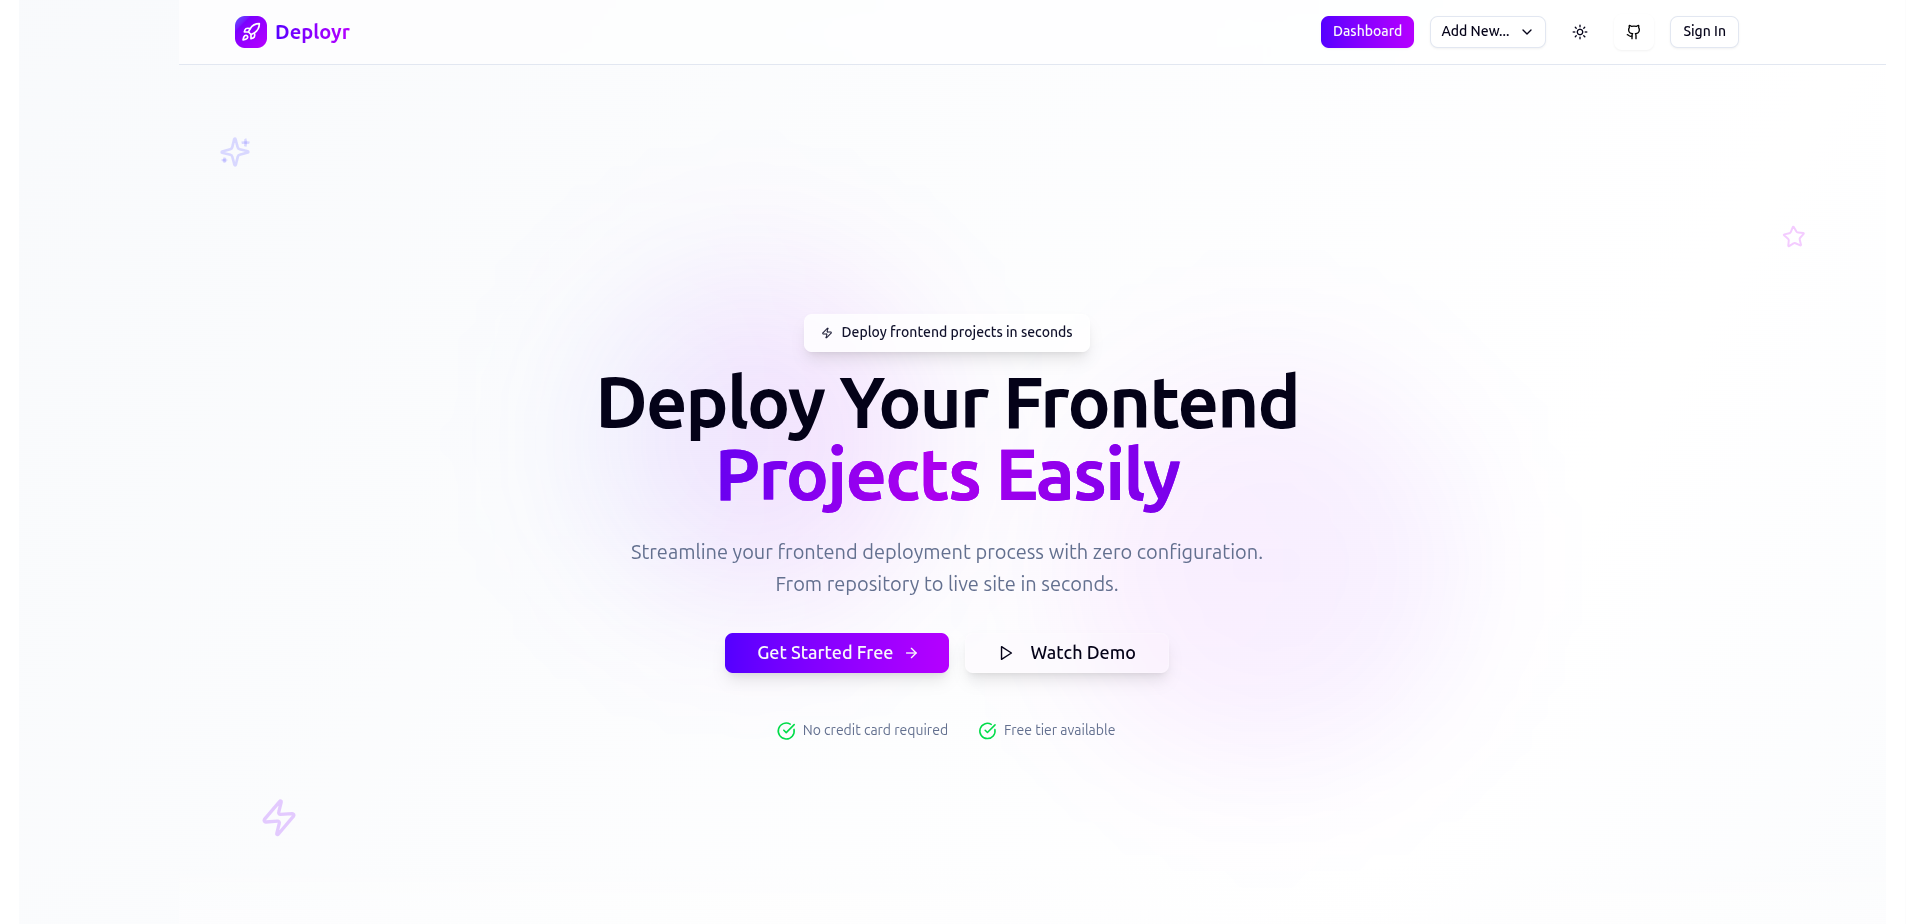 Deployr
Dashboard
Add New...
Sign In
Deploy frontend projects in seconds
Deploy Your Frontend
Projects Easily
Streamline your frontend deployment process with zero configuration.
From repository to live site in seconds.
Get Started Free
Watch Demo
No credit card required
Free tier available